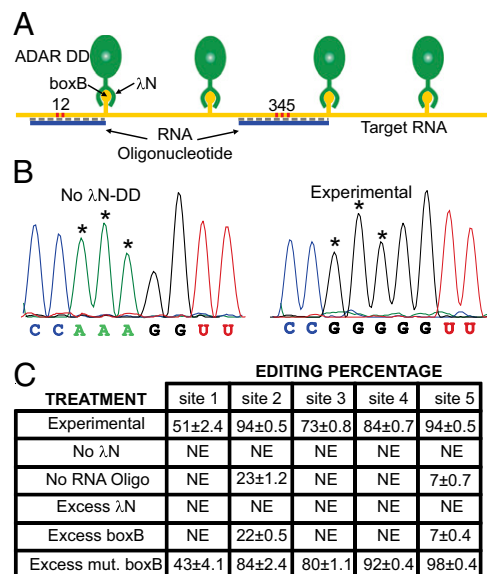 A
ADAR DD
boxB
λN
12
345
RNA
Oligonucleotide
Target RNA
B
No λN-DD
Experimental
* * *
* * *
C C A A A G G U U
C C G G G G G U U
C
EDITING PERCENTAGE
TREATMENT site 1 site 2 site 3 site 4 site 5
Experimental 51±2.4 94±0.5 73±0.8 84±0.7 94±0.5
No λN NE NE NE NE NE
No RNA Oligo NE 23±1.2 NE NE 7±0.7
Excess λN NE NE NE NE NE
Excess boxB NE 22±0.5 NE NE 7±0.4
Excess mut. boxB 43±4.1 84±2.4 80±1.1 92±0.4 98±0.4